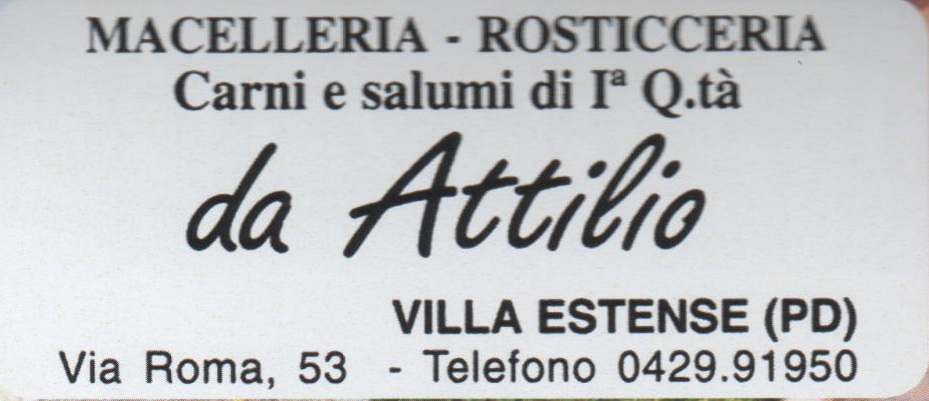 MACELLERIA - ROSTICCERIA
Carni e salumi di Iª Q.tà
da Attilio
VILLA ESTENSE (PD)
Via Roma, 53 - Telefono 0429.91950